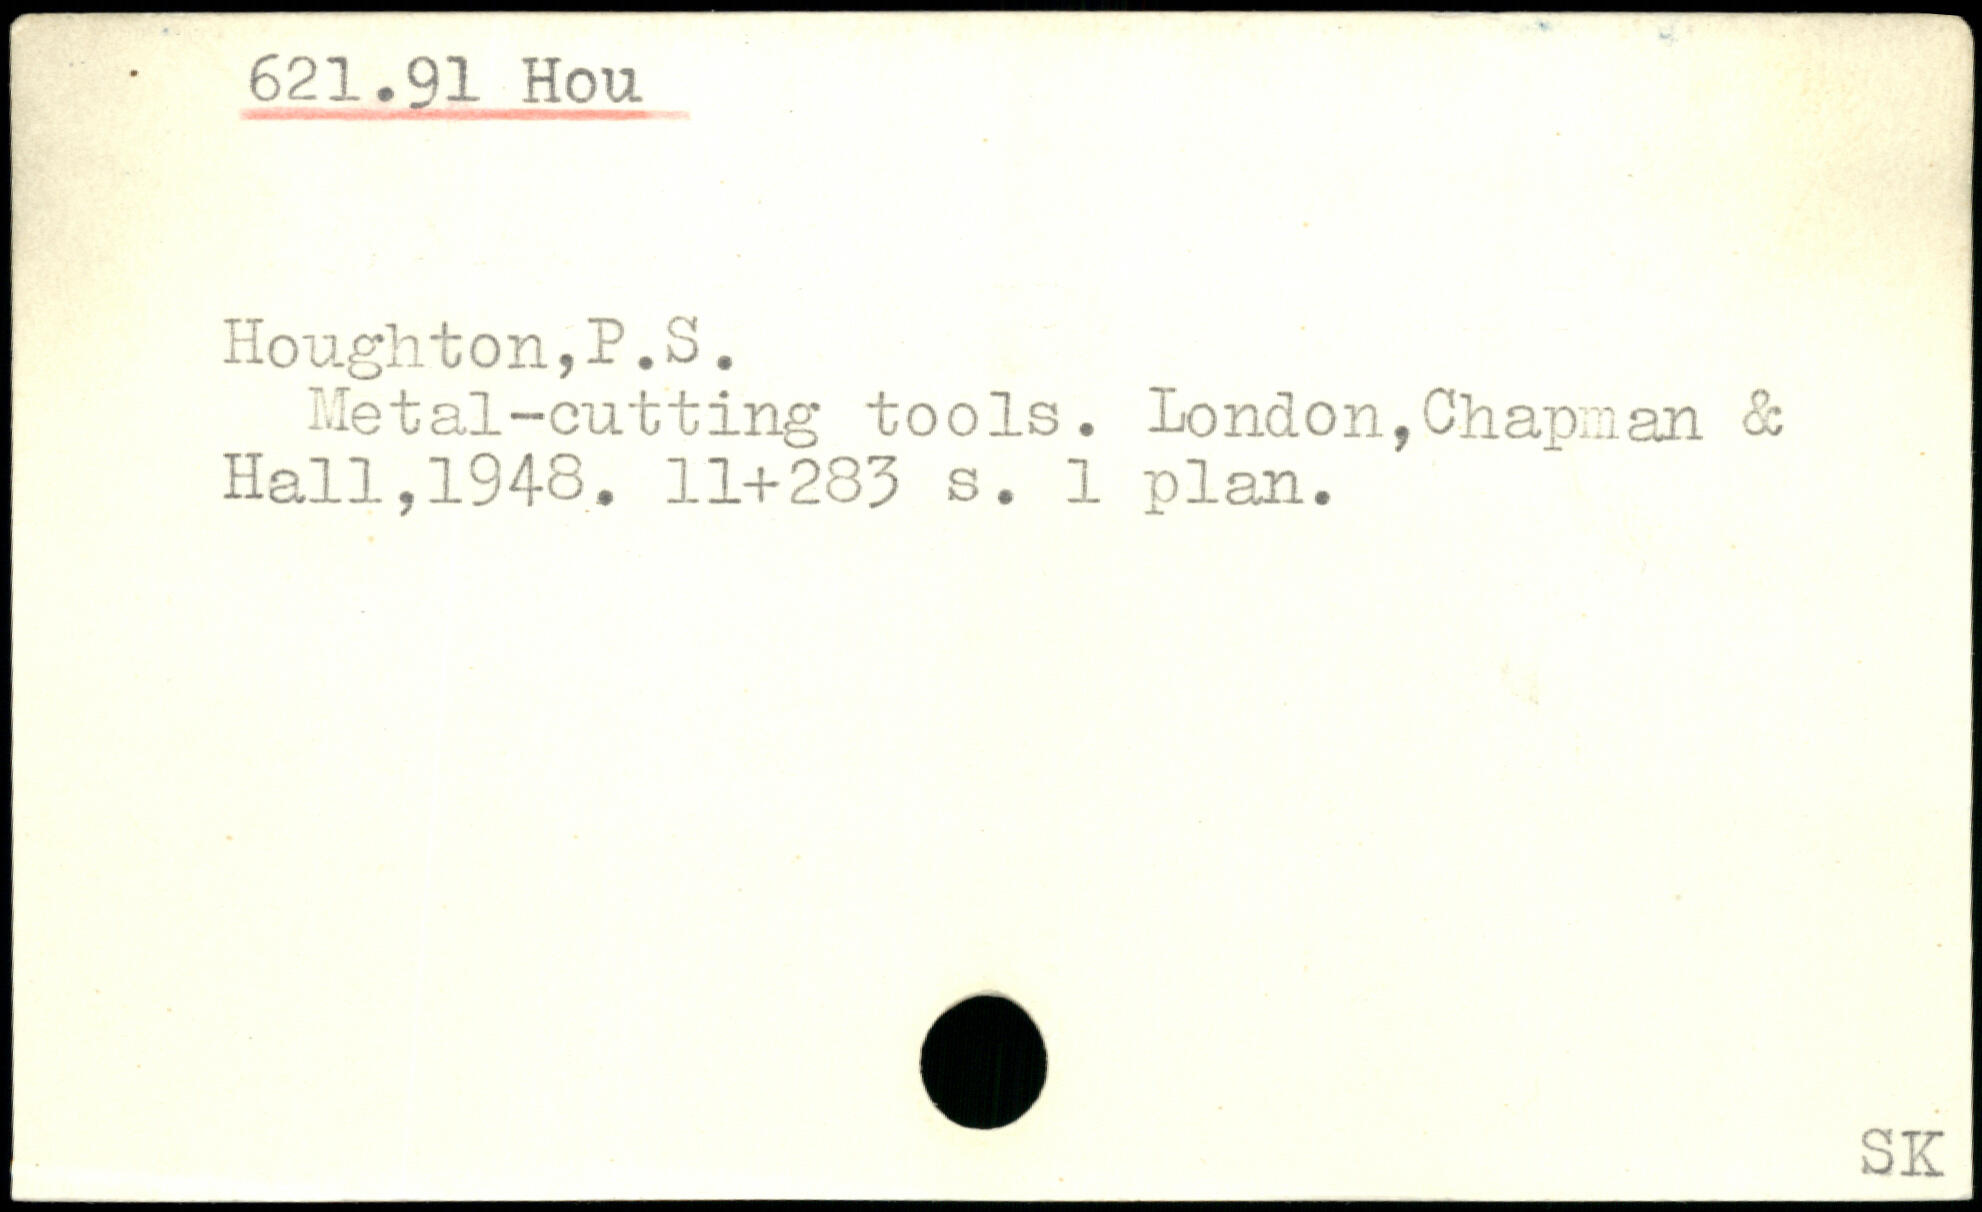 621.91 Hou
Houghton,P.S.
Metal-cutting tools. London,Chapman &
Hall,1948. 11+283 s. 1 plan.
SK